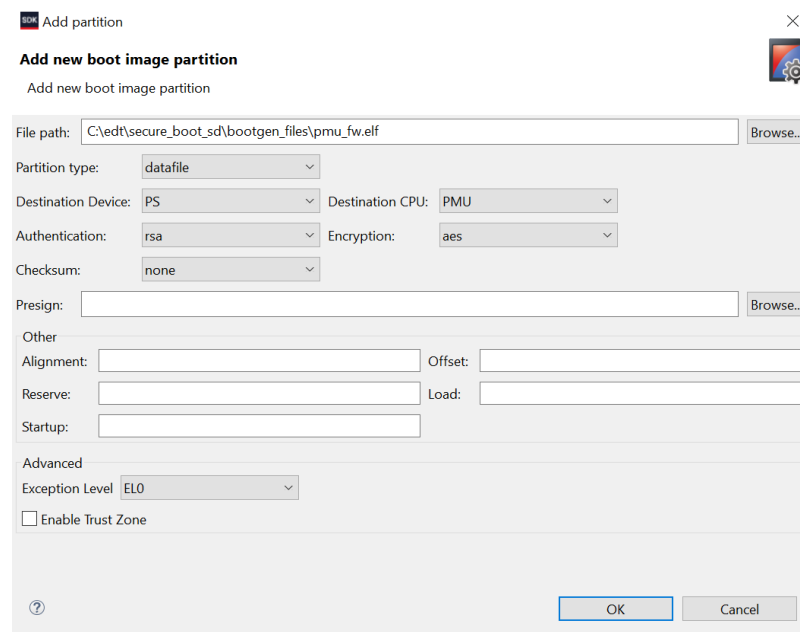 SDK Add partition
Add new boot image partition
Add new boot image partition
File path: C:\edt\secure_boot_sd\bootgen_files\pmu_fw.elf Browse..
Partition type: datafile
Destination Device: PS Destination CPU: PMU
Authentication: rsa Encryption: aes
Checksum: none
Presign: Browse..
Other
Alignment: Offset:
Reserve: Load:
Startup:
Advanced
Exception Level EL0
Enable Trust Zone
? OK Cancel